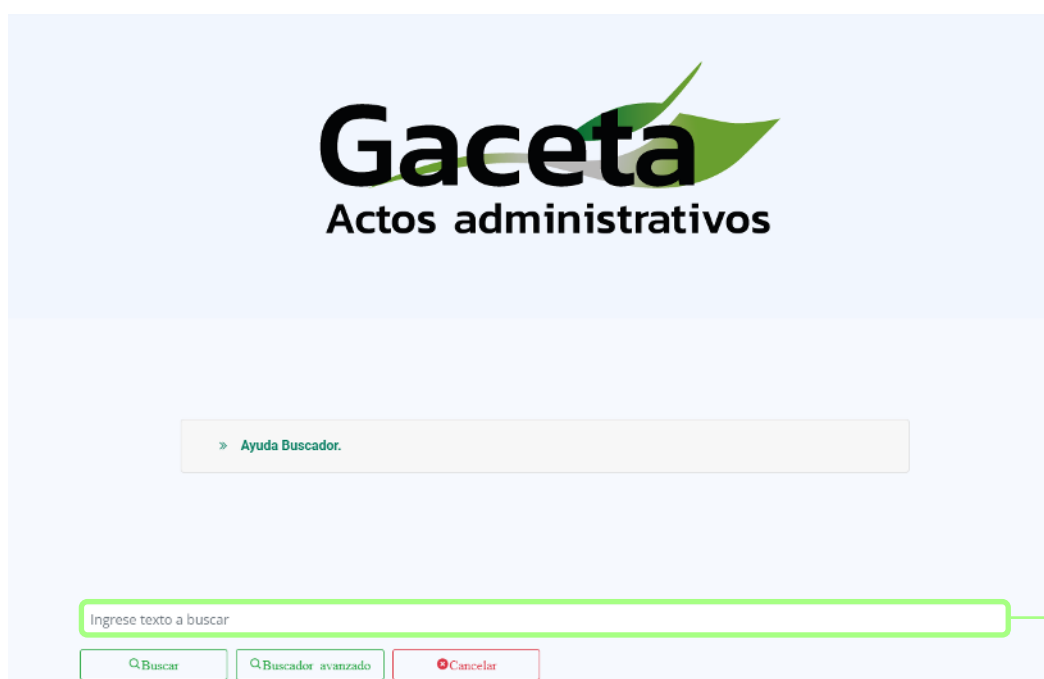 Gaceta
Actos administrativos
» Ayuda Buscador.
Ingrese texto a buscar
Buscar Buscador avanzado Cancelar